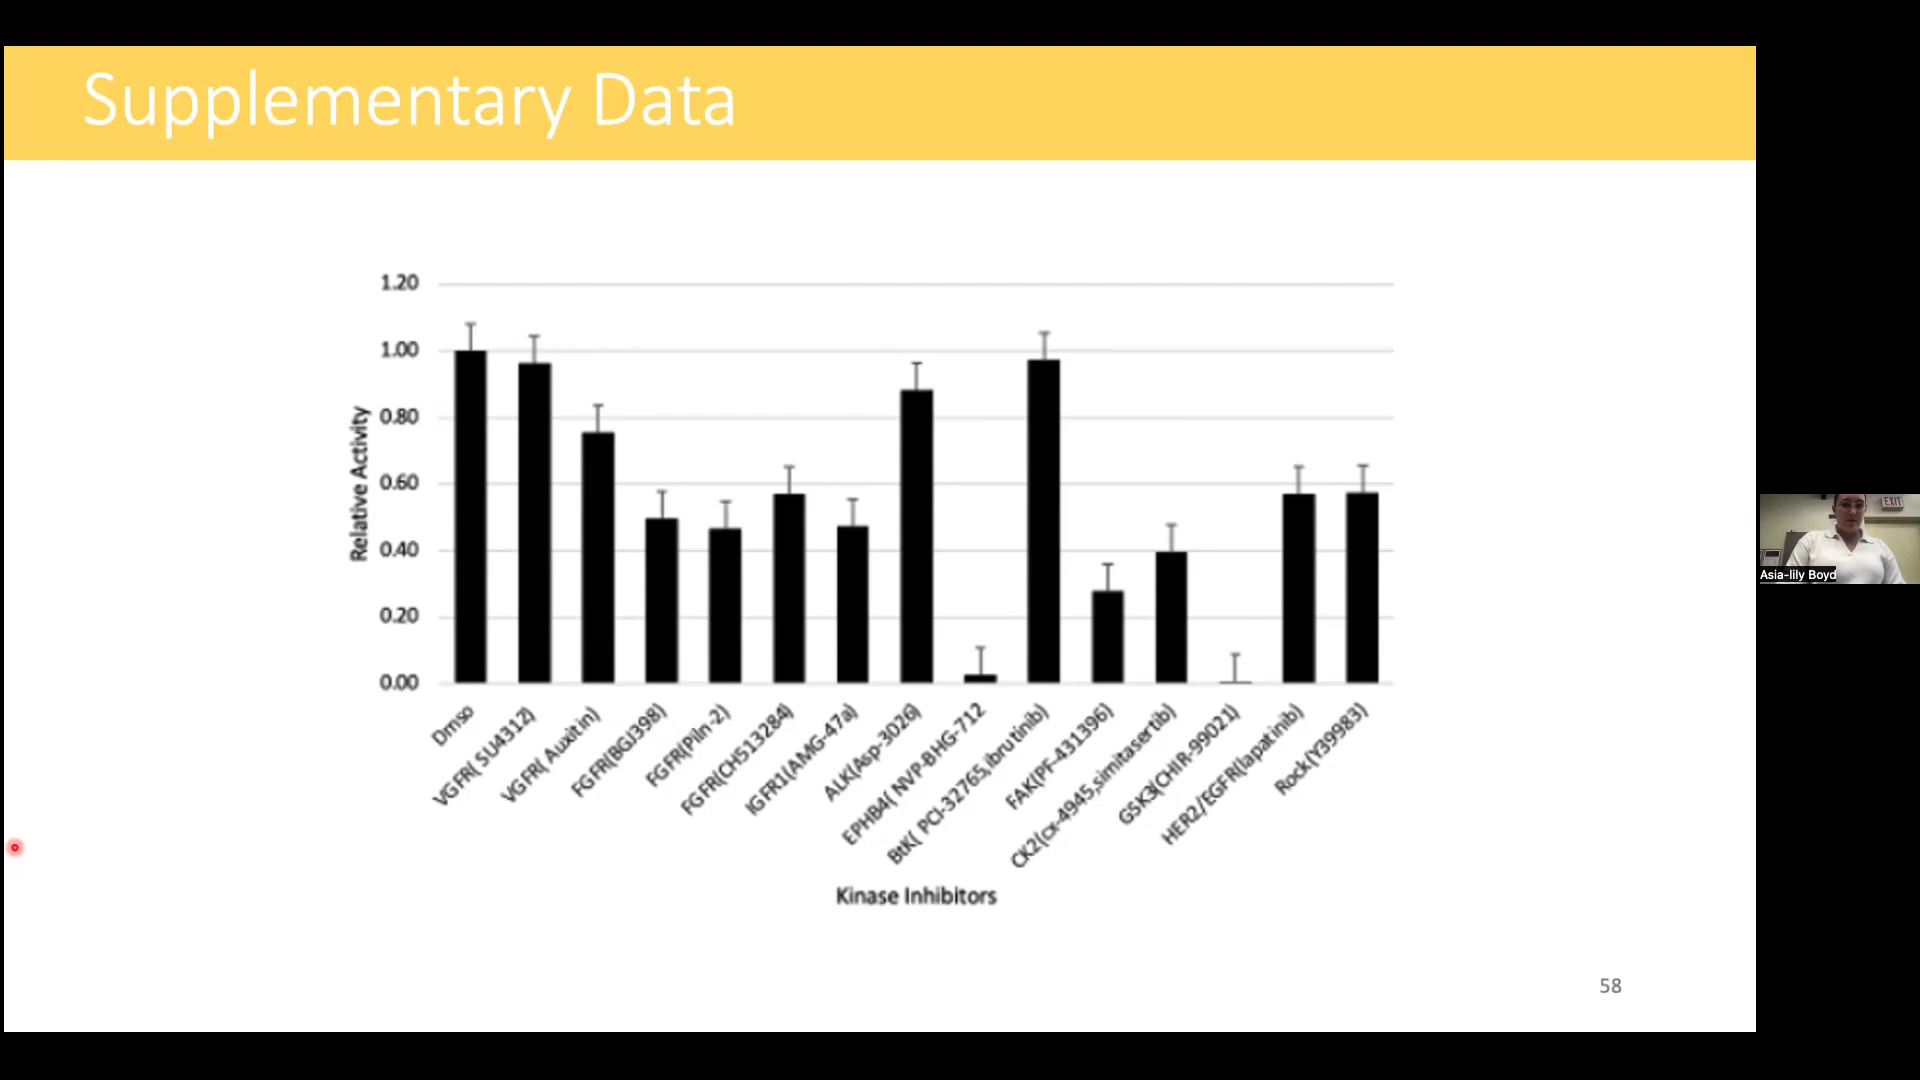 Supplementary Data
1.20
1.00
0.80
0.60
0.40
0.20
0.00
Relative Activity
Dmso
VGFR( SU4312)
VGFR( Auxitin)
FGFR(BGJ398)
FGFR(Piln-2)
FGFR(CH513284)
IGFR1(AMG-47a)
ALK(Asp-3026)
EPHB4( NVP-BHG-712
BtK( PCI-32765,ibrutinib)
FAK(PF-431396)
CK2(cx-4945,simitasertib)
GSK3(CHIR-99021)
HER2/EGFR(lapatinib)
Rock(Y39983)
Kinase Inhibitors
58
EXIT
Asia-lily Boyd